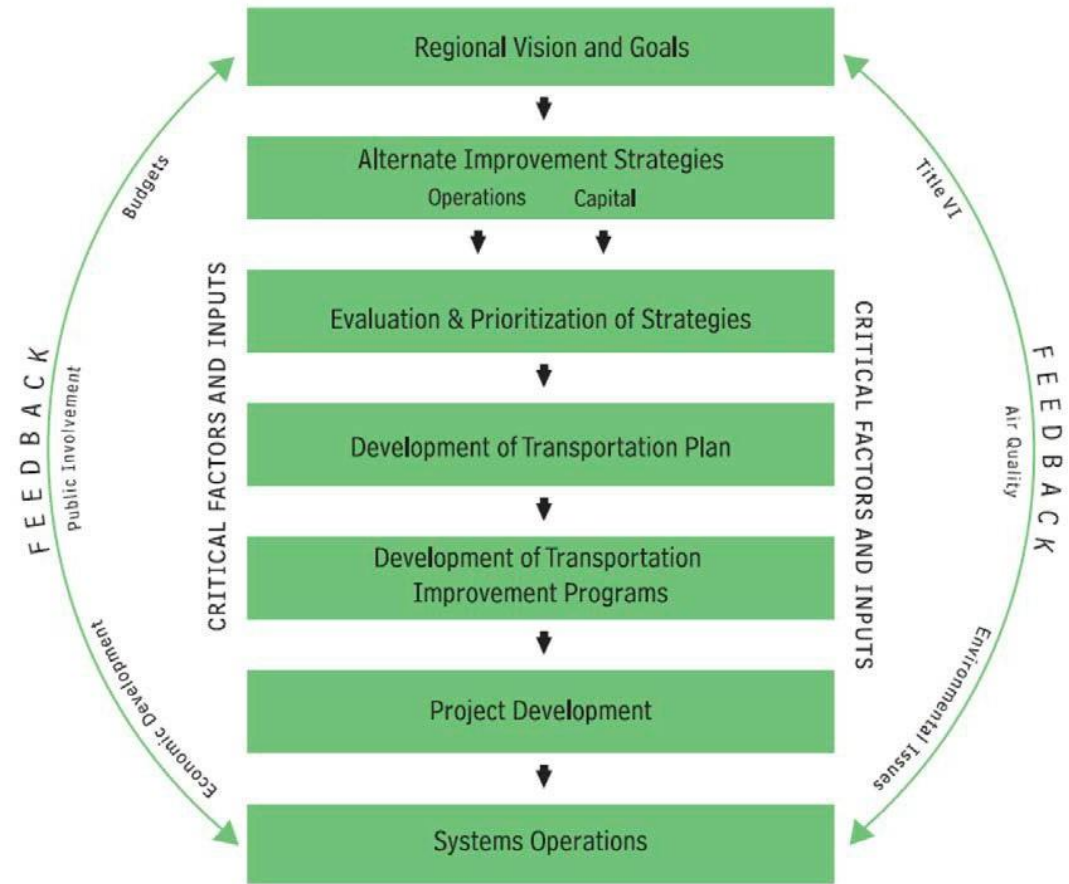 Regional Vision and Goals
Alternate Improvement Strategies
Operations Capital
Evaluation & Prioritization of Strategies
Development of Transportation Plan
Development of Transportation
Improvement Programs
Project Development
Systems Operations
FEEDBACK
Budgets
Public Involvement
Economic Development
CRITICAL FACTORS AND INPUTS
CRITICAL FACTORS AND INPUTS
Title VI
Air Quality
Environmental Issues
FEEDBACK